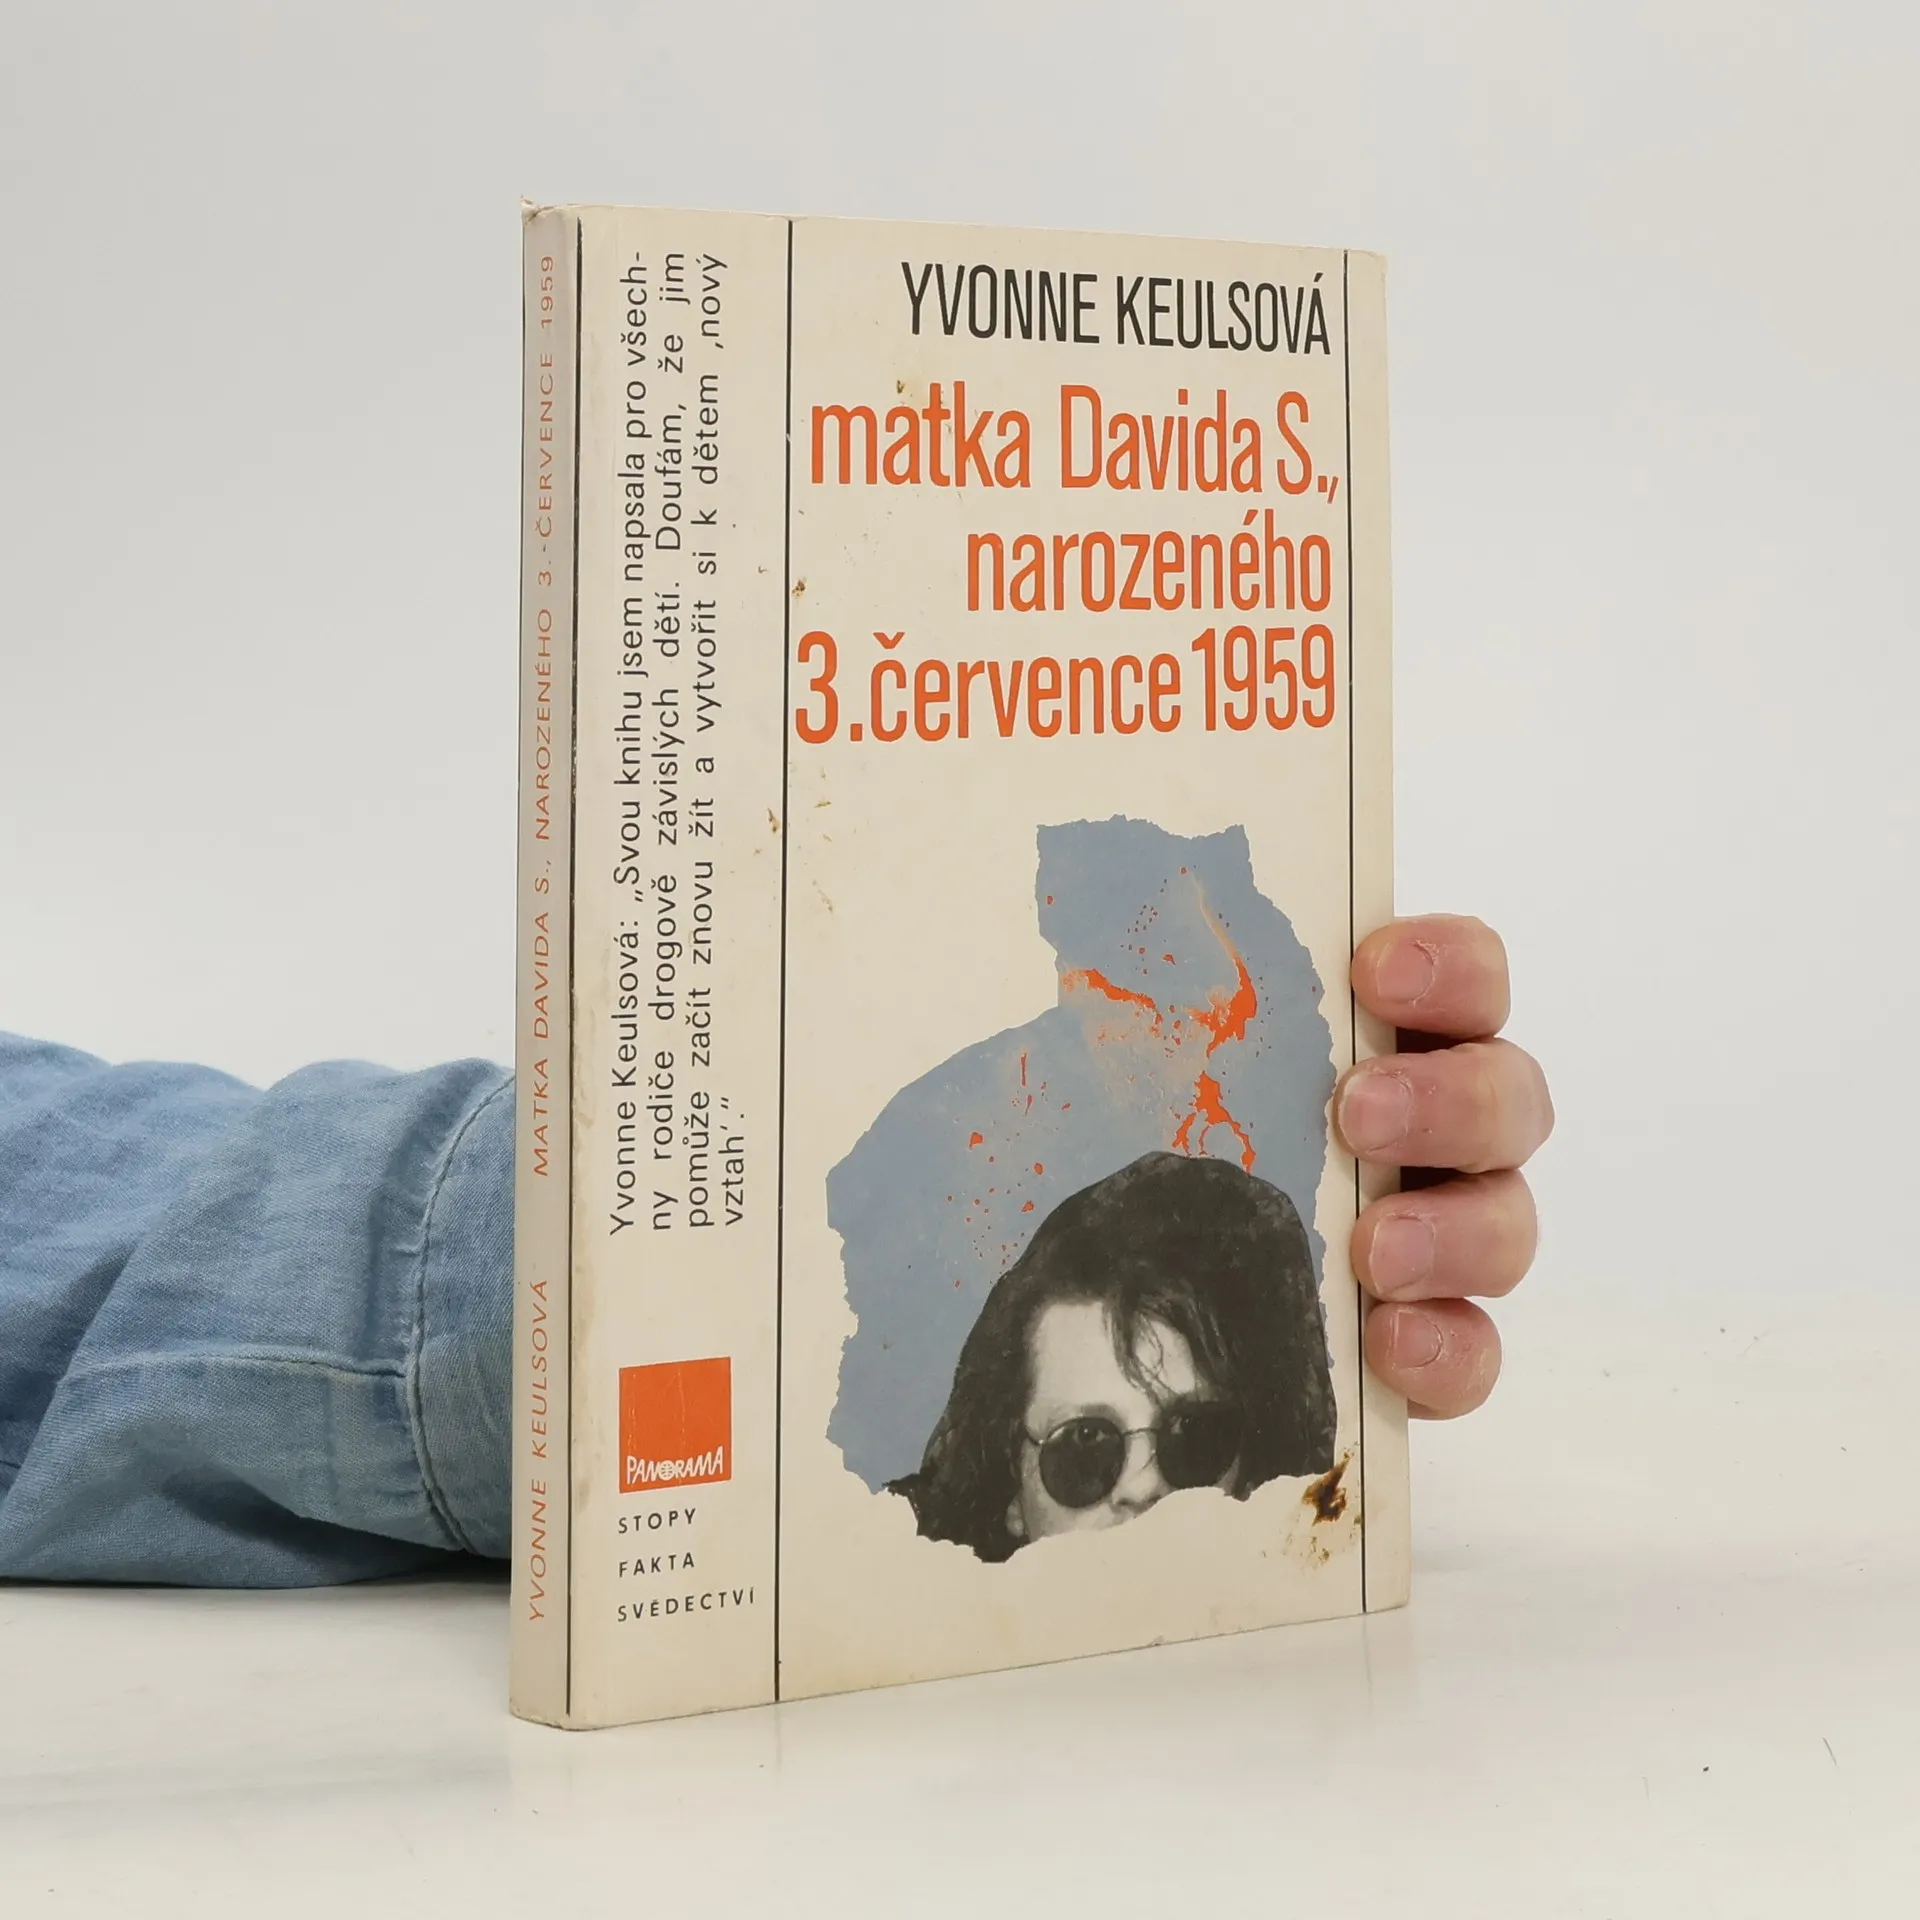 YVONNE KEULSOVÁ
matka Davida S.,
narozeného
3. července 1959
Yvonne Keulsová: „Svou knihu jsem napsala pro všech-
ny rodiče drogově závislých dětí. Doufám, že jim
pomůže začít znovu žít a vytvořit si k dětem ‚nový
vztah‘.“
PANORAMA
STOPY
FAKTA
SVĚDECTVÍ
YVONNE KEULSOVÁ MATKA DAVIDA S., NAROZENÉHO 3. ČERVENCE 1959